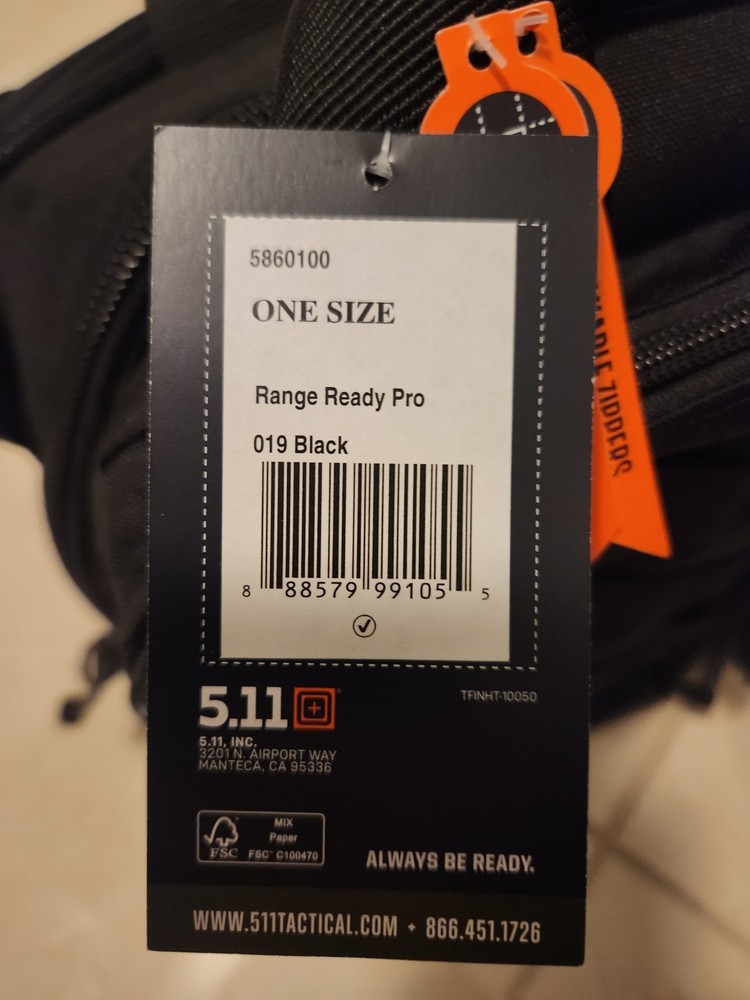 5860100
ONE SIZE
Range Ready Pro
019 Black
8 88579 99105 5
5.11
TFINHT-10050
5.11, INC.
3201 N. AIRPORT WAY
MANTECA, CA 95336
FSC
MIX
Paper
FSC™ C100470
ALWAYS BE READY.
WWW.511TACTICAL.COM • 866.451.1726
ZIPPERS